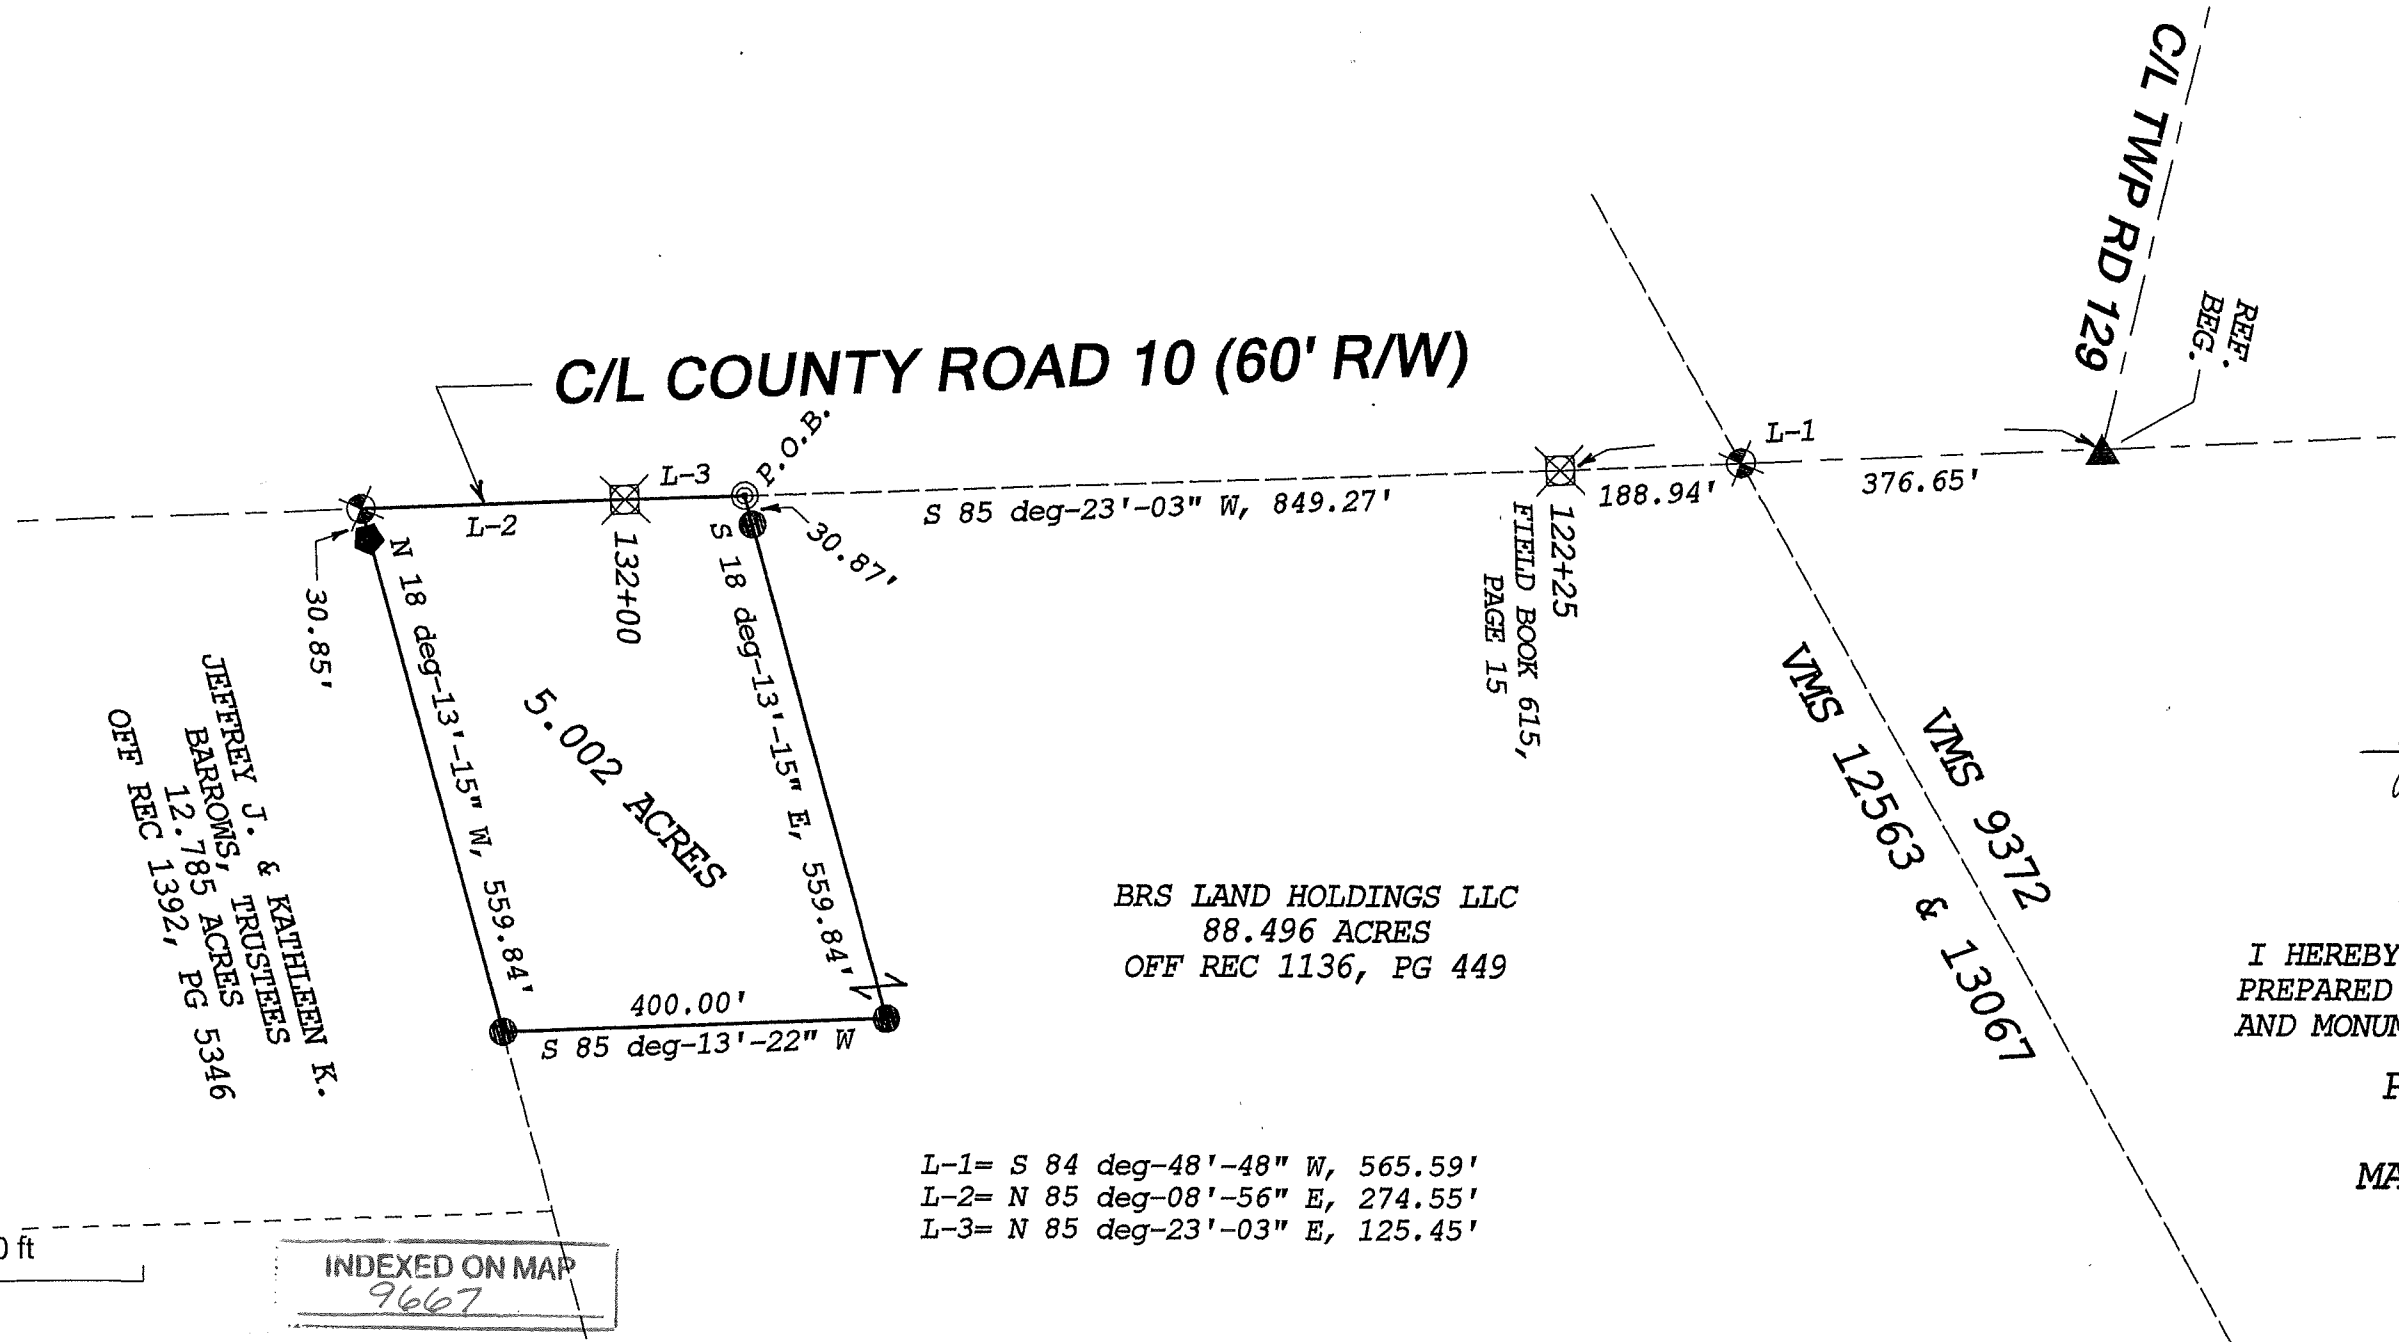 C/L TWP RD 129
REF.
BEG.
C/L COUNTY ROAD 10 (60' R/W)
P.O.B.
L-1
L-3
L-2
376.65'
188.94'
S 85 deg-23'-03" W, 849.27'
122+25
FIELD BOOK 615,
PAGE 15
132+00
30.87'
30.85'
N 18 deg-13'-15" W, 559.84'
S 18 deg-13'-15" E, 559.84'
5.002 ACRES
JEFFREY J. & KATHLEEN K.
BARROWS, TRUSTEES
12.785 ACRES
OFF REC 1392, PG 5346
400.00'
S 85 deg-13'-22" W
BRS LAND HOLDINGS LLC
88.496 ACRES
OFF REC 1136, PG 449
VMS 9372
VMS 12563 & 13067
I HEREBY
PREPARED
AND MONUM
MA
L-1= S 84 deg-48'-48" W, 565.59'
L-2= N 85 deg-08'-56" E, 274.55'
L-3= N 85 deg-23'-03" E, 125.45'
0 ft
INDEXED ON MAP
9667